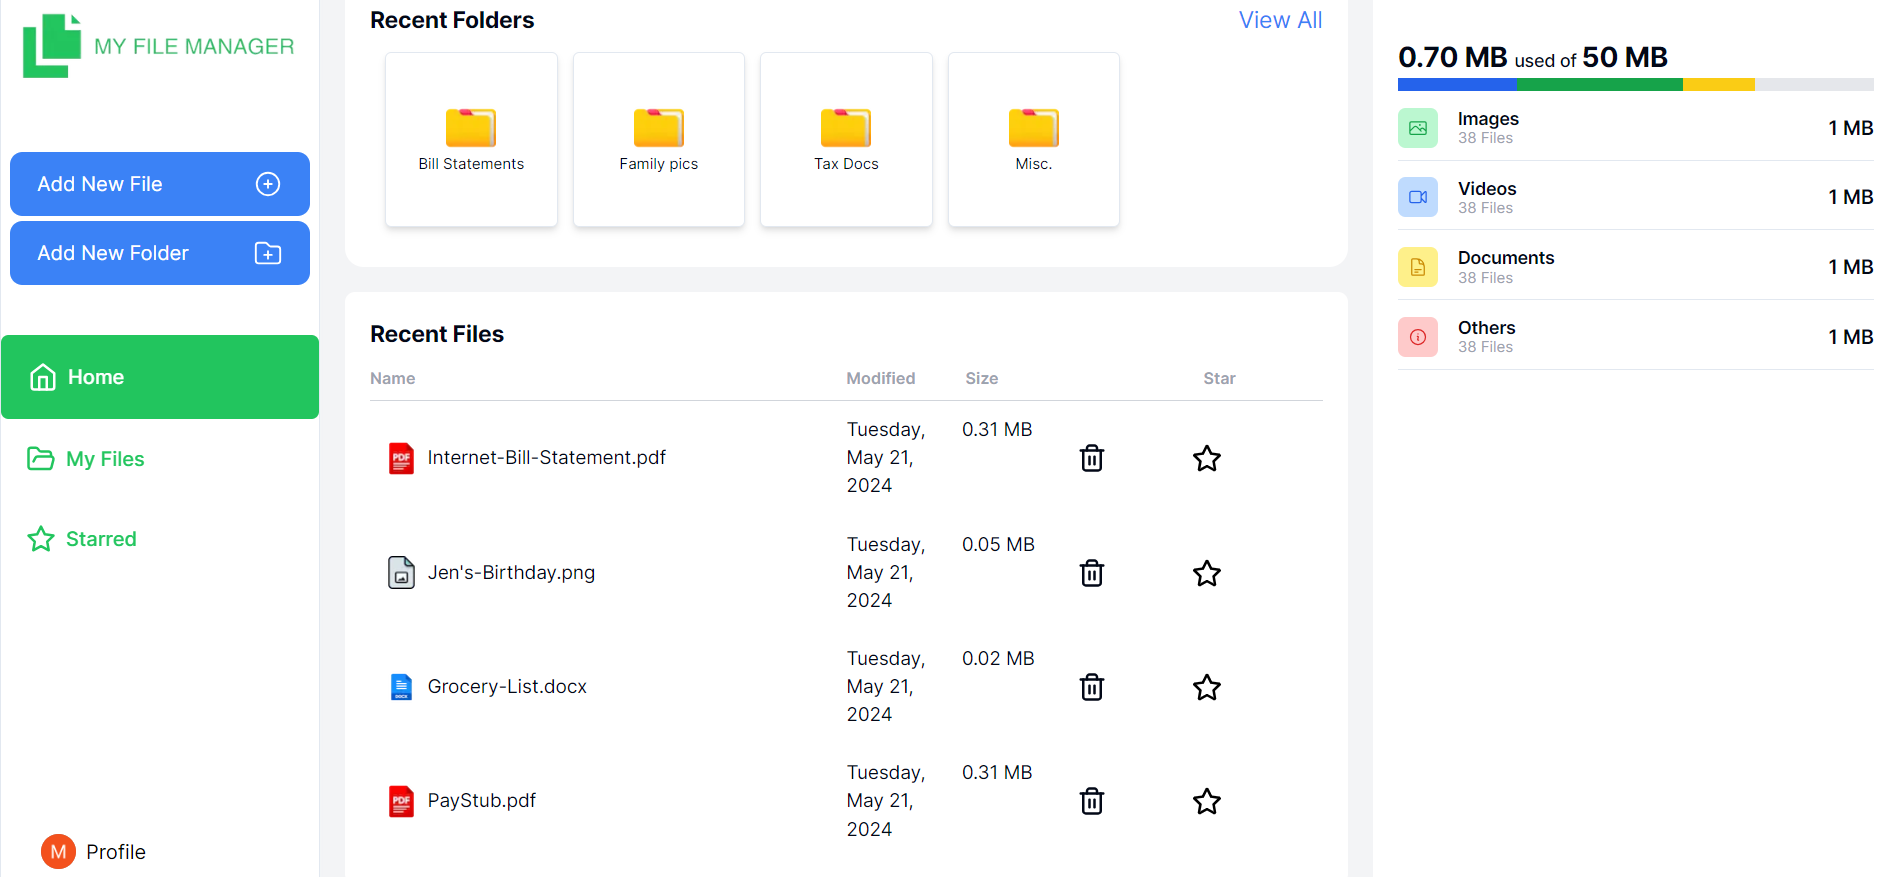 MY FILE MANAGER
Add New File
Add New Folder
Home
My Files
Starred
M Profile
Recent Folders
View All
Bill Statements
Family pics
Tax Docs
Misc.
Recent Files
Name Modified Size Star
PDF Internet-Bill-Statement.pdf
Tuesday,
May 21,
2024
0.31 MB
Jen's-Birthday.png
Tuesday,
May 21,
2024
0.05 MB
DOCX
Grocery-List.docx
Tuesday,
May 21,
2024
0.02 MB
PDF PayStub.pdf
Tuesday,
May 21,
2024
0.31 MB
0.70 MB used of 50 MB
Images
38 Files
1 MB
Videos
38 Files
1 MB
Documents
38 Files
1 MB
Others
38 Files
1 MB